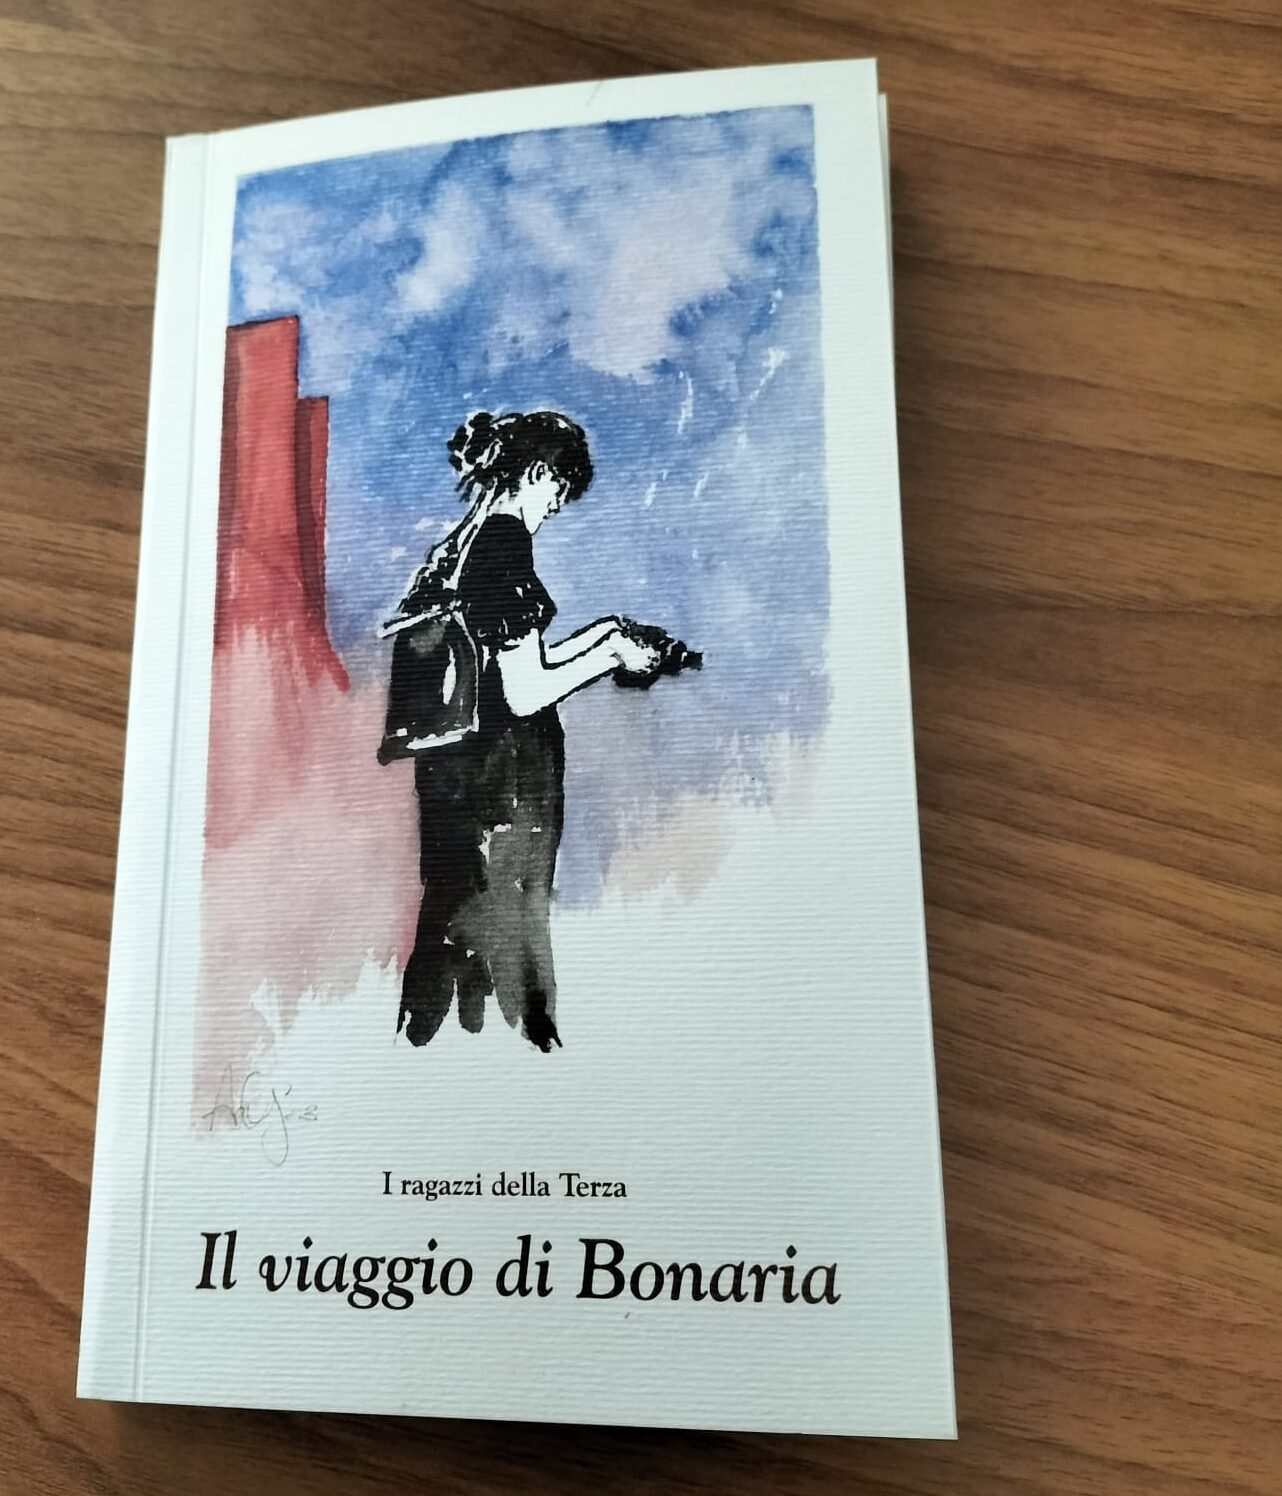 I ragazzi della Terza
Il viaggio di Bonaria